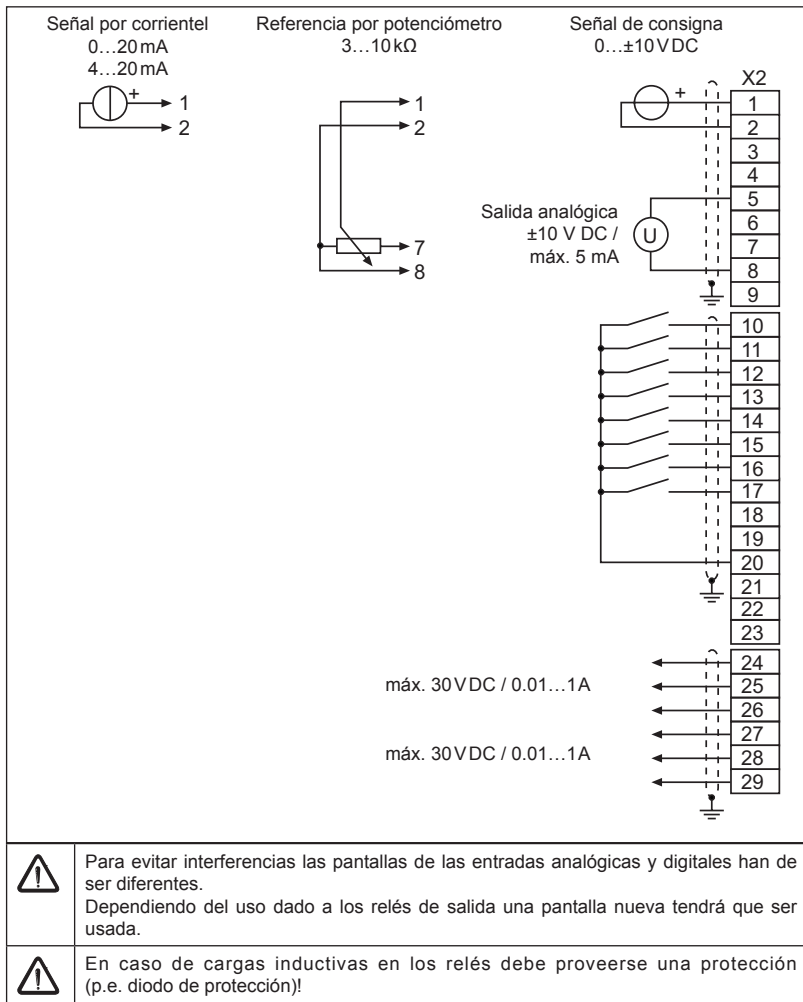 Señal por corrientel
0…20 mA
4…20 mA
+
1
2
Referencia por potenciómetro
3…10 kΩ
1
2
7
8
Señal de consigna
0…±10 V DC
+
Salida analógica
±10 V DC /
máx. 5 mA
U
X2
1
2
3
4
5
6
7
8
9
10
11
12
13
14
15
16
17
18
19
20
21
22
23
24
máx. 30 V DC / 0.01…1 A
25
26
27
máx. 30 V DC / 0.01…1 A
28
29
Para evitar interferencias las pantallas de las entradas analógicas y digitales han de
ser diferentes.
Dependiendo del uso dado a los relés de salida una pantalla nueva tendrá que ser
usada.
En caso de cargas inductivas en los relés debe proveerse una protección
(p.e. diodo de protección)!